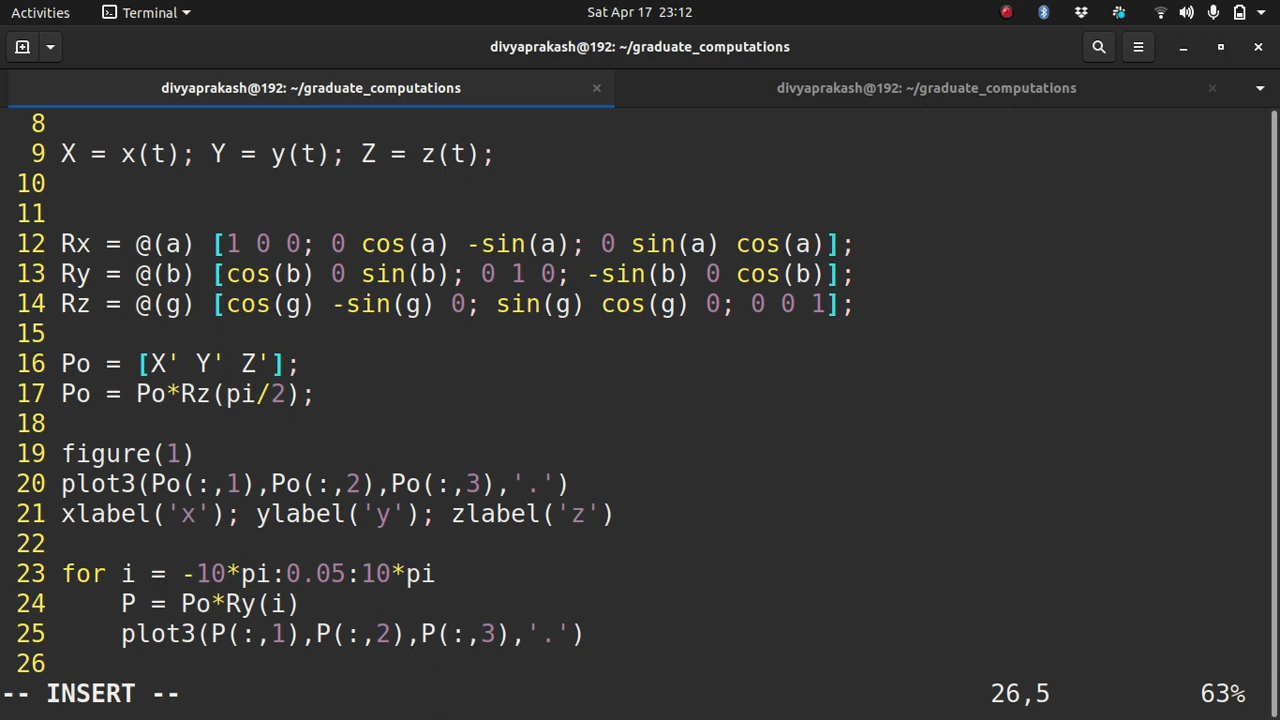 Activities Terminal Sat Apr 17 23:12
divyaprakash@192: ~/graduate_computations
divyaprakash@192: ~/graduate_computations divyaprakash@192: ~/graduate_computations
8
9 X = x(t); Y = y(t); Z = z(t);
10
11
12 Rx = @(a) [1 0 0; 0 cos(a) -sin(a); 0 sin(a) cos(a)];
13 Ry = @(b) [cos(b) 0 sin(b); 0 1 0; -sin(b) 0 cos(b)];
14 Rz = @(g) [cos(g) -sin(g) 0; sin(g) cos(g) 0; 0 0 1];
15
16 Po = [X' Y' Z'];
17 Po = Po*Rz(pi/2);
18
19 figure(1)
20 plot3(Po(:,1),Po(:,2),Po(:,3),'.')
21 xlabel('x'); ylabel('y'); zlabel('z')
22
23 for i = -10*pi:0.05:10*pi
24     P = Po*Ry(i)
25     plot3(P(:,1),P(:,2),P(:,3),'.')
26
-- INSERT -- 26,5 63%